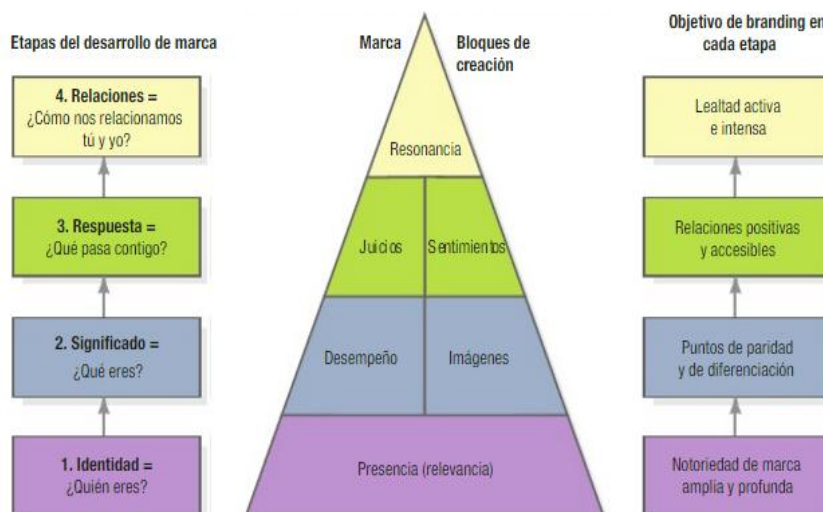 Etapas del desarrollo de marca
4. Relaciones =
¿Cómo nos relacionamos
tú y yo?
3. Respuesta =
¿Qué pasa contigo?
2. Significado =
¿Qué eres?
1. Identidad =
¿Quién eres?
Marca
Bloques de
creación
Resonancia
Juicios
Sentimientos
Desempeño
Imágenes
Presencia (relevancia)
Objetivo de branding en
cada etapa
Lealtad activa
e intensa
Relaciones positivas
y accesibles
Puntos de paridad
y de diferenciación
Notoriedad de marca
amplia y profunda